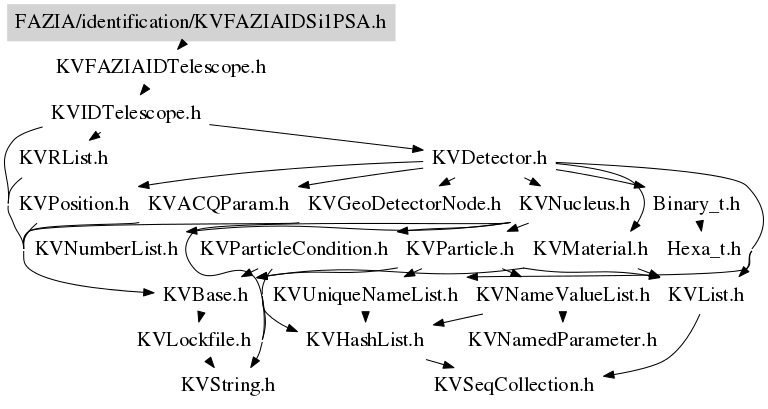 FAZIA/identification/KVFAZIAIDSi1PSA.h
KVFAZIAIDTelescope.h
KVIDTelescope.h
KVRList.h
KVDetector.h
KVPosition.h
KVACQParam.h
KVGeoDetectorNode.h
KVNucleus.h
Binary_t.h
KVNumberList.h
KVParticleCondition.h
KVParticle.h
KVMaterial.h
Hexa_t.h
KVBase.h
KVUniqueNameList.h
KVNameValueList.h
KVList.h
KVLockfile.h
KVHashList.h
KVNamedParameter.h
KVString.h
KVSeqCollection.h